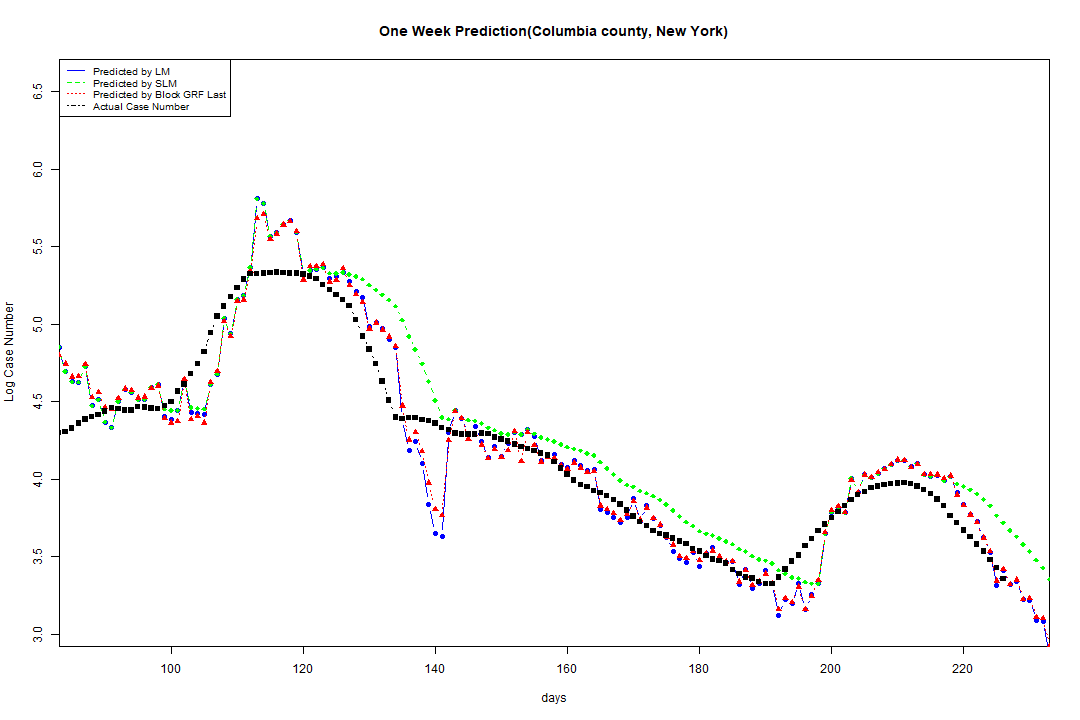 One Week Prediction(Columbia county, New York)
Predicted by LM
Predicted by SLM
Predicted by Block GRF Last
Actual Case Number
Log Case Number
6.5
6.0
5.5
5.0
4.5
4.0
3.5
3.0
100 120 140 160 180 200 220
days